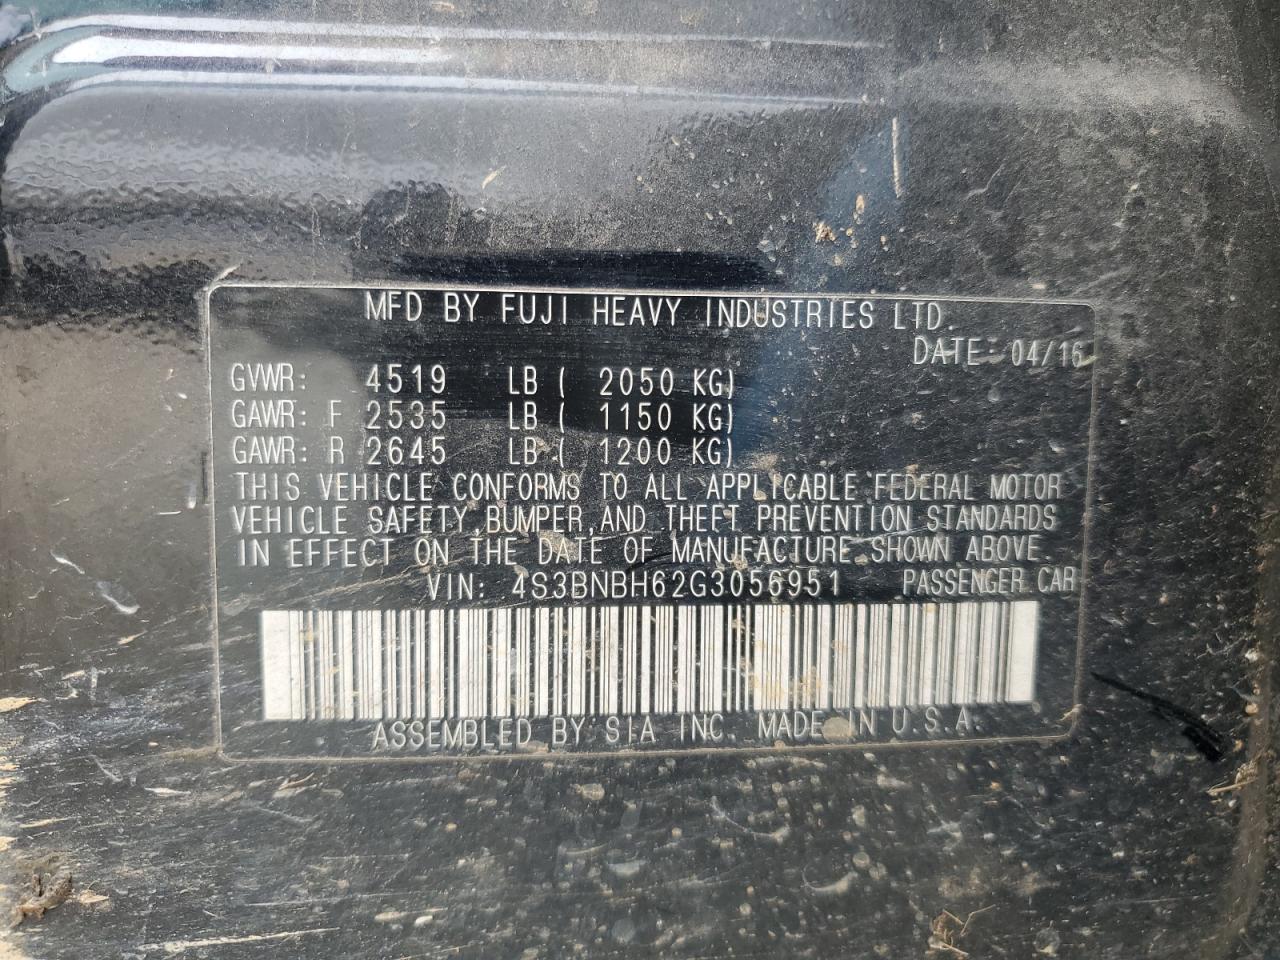 MFD BY FUJI HEAVY INDUSTRIES LTD.
DATE: 04/16
GVWR: 4519 LB ( 2050 KG)
GAWR: F 2535 LB ( 1150 KG)
GAWR: R 2645 LB ( 1200 KG)
THIS VEHICLE CONFORMS TO ALL APPLICABLE FEDERAL MOTOR
VEHICLE SAFETY,BUMPER,AND THEFT PREVENTION STANDARDS
IN EFFECT ON THE DATE OF MANUFACTURE SHOWN ABOVE.
VIN: 4S3BNBH62G3056951 PASSENGER CAR
ASSEMBLED BY SIA INC. MADE IN U.S.A.